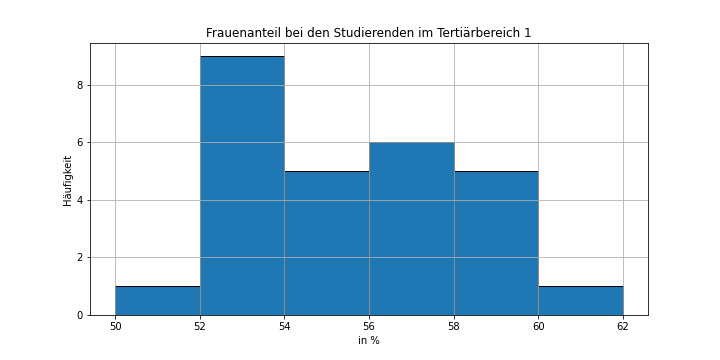 Frauenanteil bei den Studierenden im Tertiärbereich 1
8
6
4
2
0
Häufigkeit
50 52 54 56 58 60 62
in %